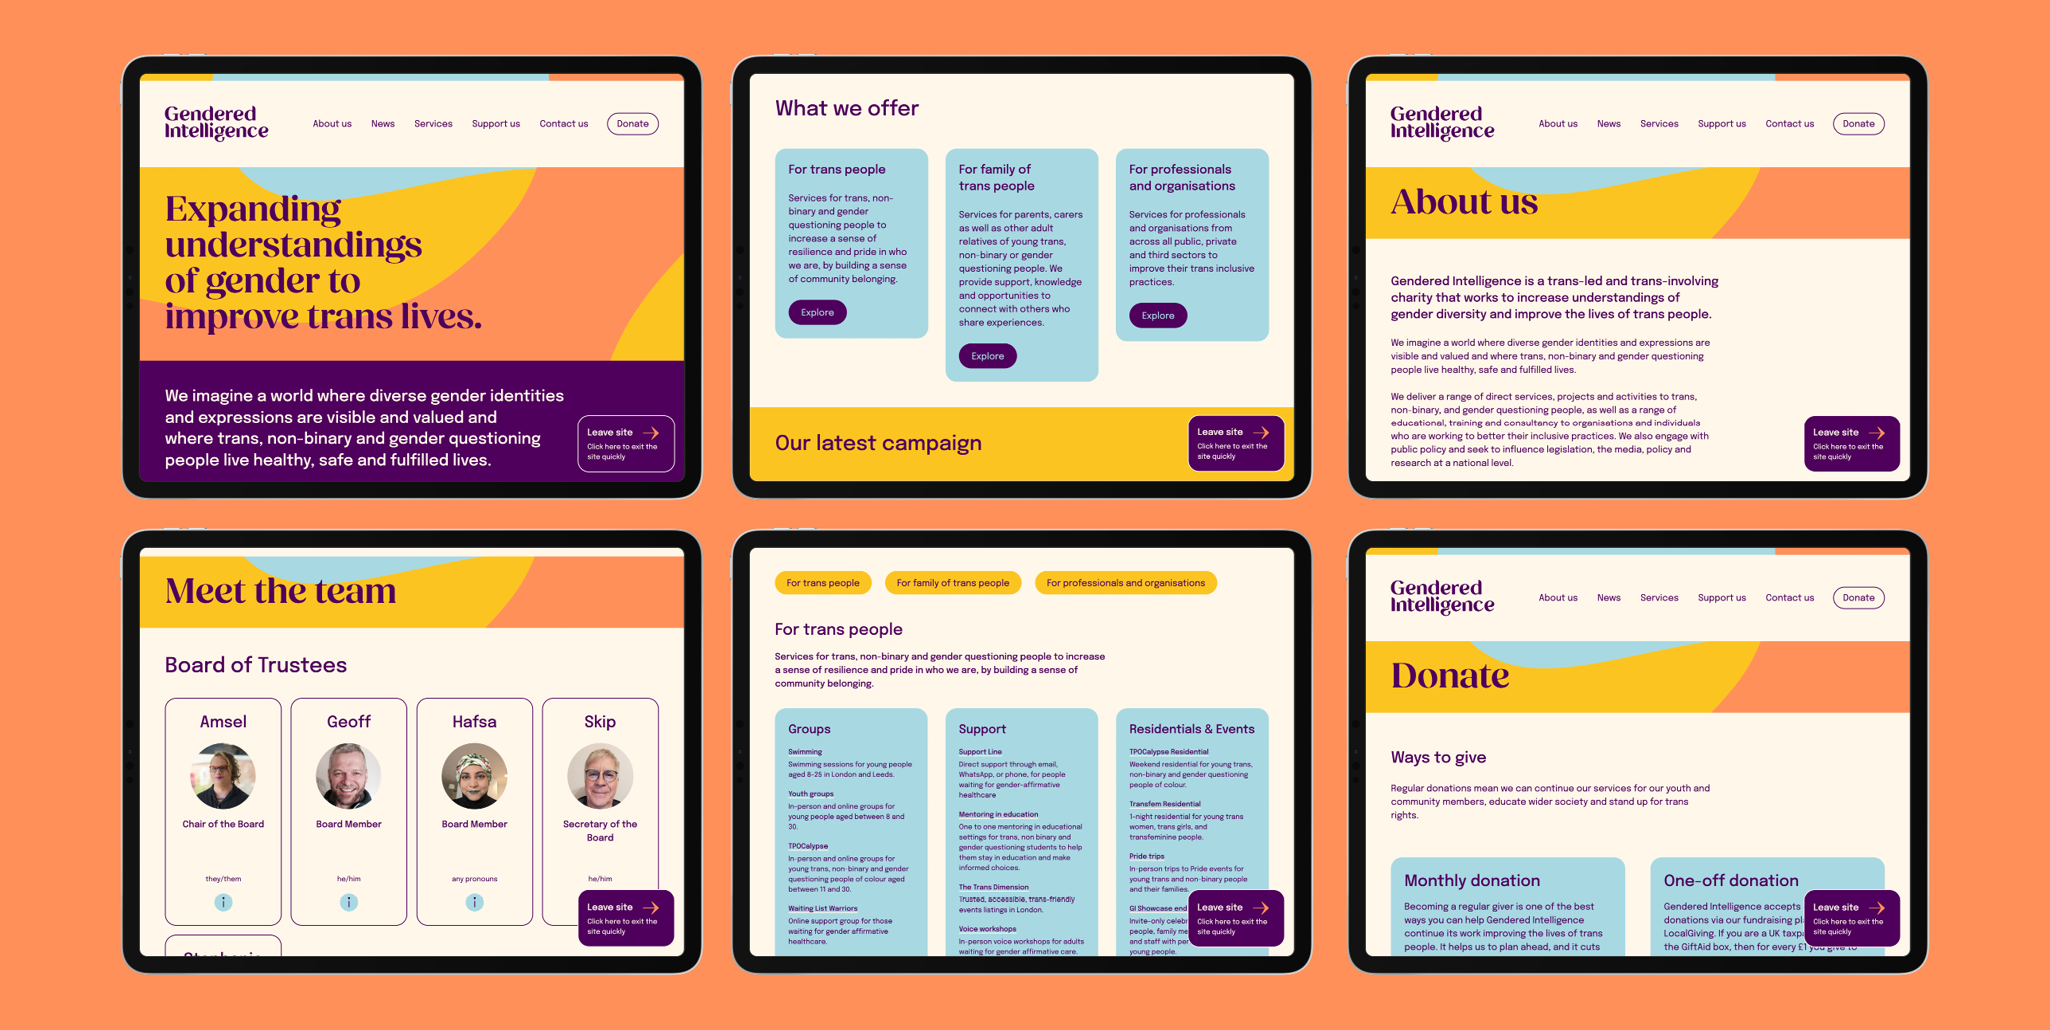 Gendered
Intelligence
About us
News
Services
Support us
Contact us
Donate
Expanding
understandings
of gender to
improve trans lives.
We imagine a world where diverse gender identities
and expressions are visible and valued and
where trans, non-binary and gender questioning
people live healthy, safe and fulfilled lives.
Leave site
Click here to exit the
site quickly
What we offer
For trans people
Services for trans, non-
binary and gender
questioning people to
increase a sense of
resilience and pride in who
we are, by building a sense
of community belonging.
Explore
For family of
trans people
Services for parents, carers
as well as other adult
relatives of young trans,
non-binary or gender
questioning people. We
provide support, knowledge
and opportunities to
connect with others who
share experiences.
Explore
For professionals
and organisations
Services for professionals
and organisations from
across all public, private
and third sectors to
improve their trans inclusive
practices.
Explore
Our latest campaign
Leave site
Click here to exit the
site quickly
Gendered
Intelligence
About us
News
Services
Support us
Contact us
Donate
About us
Gendered Intelligence is a trans-led and trans-involving
charity that works to increase understandings of
gender diversity and improve the lives of trans people.
We imagine a world where diverse gender identities and expressions are
visible and valued and where trans, non-binary and gender questioning
people live healthy, safe and fulfilled lives.
We deliver a range of direct services, projects and activities to trans,
non-binary, and gender questioning people, as well as a range of
educational, training and consultancy to organisations and individuals
who are working to better their inclusive practices. We also engage with
public policy and seek to influence legislation, the media, policy and
research at a national level.
Leave site
Click here to exit the
site quickly
Meet the team
Board of Trustees
Amsel
Chair of the Board
they/them
i
Geoff
Board Member
he/him
i
Hafsa
Board Member
any pronouns
i
Skip
Secretary of the
Board
he/him
Leave site
Click here to exit the
site quickly
For trans people
For family of trans people
For professionals and organisations
For trans people
Services for trans, non-binary and gender questioning people to increase
a sense of resilience and pride in who we are, by building a sense of
community belonging.
Groups
Swimming
Swimming sessions for young people
aged 8-25 in London and Leeds.
Youth groups
In-person and online groups for
young people aged between 8 and
30.
TPOCalypse
In-person and online groups for
young trans, non-binary and gender
questioning people of colour aged
between 11 and 30.
Waiting List Warriors
Online support group for those
waiting for gender affirmative
healthcare.
Support
Support Line
Direct support through email,
WhatsApp, or phone, for people
waiting for gender-affirmative
healthcare
Mentoring in education
One to one mentoring in educational
settings for trans, non binary and
gender questioning students to help
them stay in education and make
informed choices.
The Trans Dimension
Trusted, accessible, trans-friendly
events listings in London.
Voice workshops
In-person voice workshops for adults
waiting for gender affirmative care.
Residentials & Events
TPOCalypse Residential
Weekend residential for young trans,
non-binary and gender questioning
people of colour.
Transfem Residential
1-night residential for young trans
women, trans girls, and
transfeminine people.
Pride trips
In-person trips to Pride events for
young trans and non-binary people
and their families.
GI Showcase end
Invite-only
people, family
and staff with
young people.
Leave site
Click here to exit the
site quickly
Gendered
Intelligence
About us
News
Services
Support us
Contact us
Donate
Donate
Ways to give
Regular donations mean we can continue our services for our youth and
community members, educate wider society and stand up for trans
rights.
Monthly donation
Becoming a regular giver is one of the best
ways you can help Gendered Intelligence
continue its work improving the lives of trans
people. It helps us to plan ahead, and it cuts
One-off donation
Gendered Intelligence accepts
donations via our fundraising
LocalGiving. If you are a UK
the GiftAid box, then for every £1 you give to
Leave site
Click here to exit the
site quickly